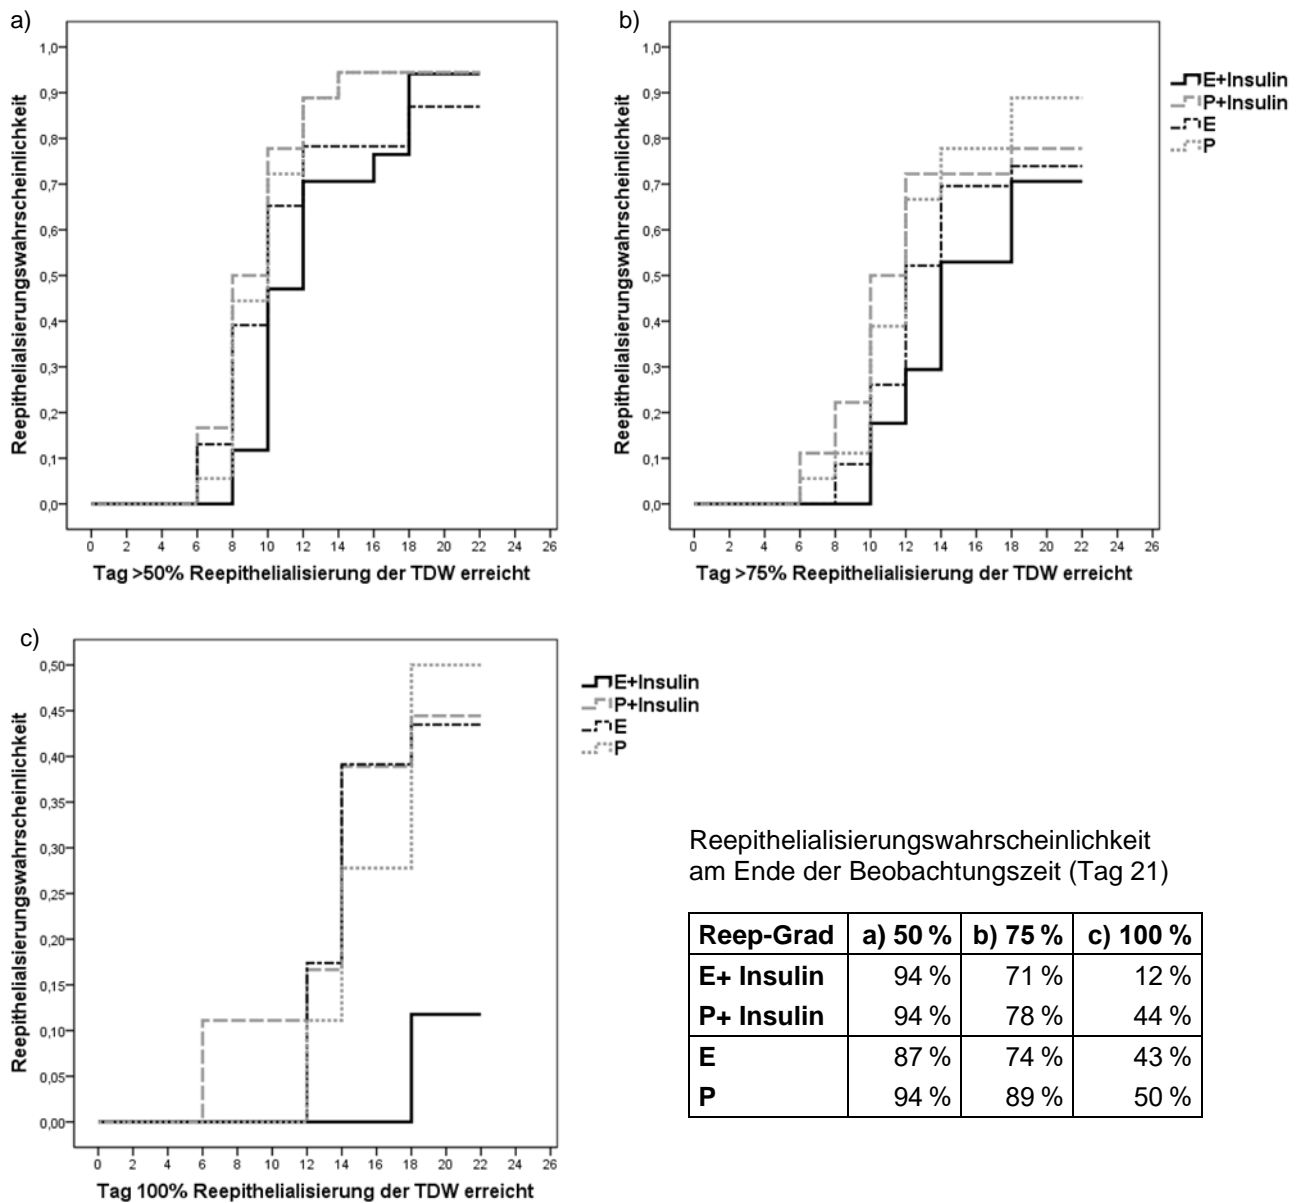 a)
1,0
0,9
0,8
0,7
0,6
0,5
0,4
0,3
0,2
0,1
0,0
Reepithelialsierungswahrscheinlichkeit
0 2 4 6 8 10 12 14 16 18 20 22 24 26
Tag >50% Reepithelialisierung der TDW erreicht
b)
1,0
0,9
0,8
0,7
0,6
0,5
0,4
0,3
0,2
0,1
0,0
Reepithelialsierungswahrscheinlichkeit
0 2 4 6 8 10 12 14 16 18 20 22 24 26
Tag >75% Reepithelialisierung der TDW erreicht
E+Insulin
P+Insulin
E
P
c)
0,50
0,45
0,40
0,35
0,30
0,25
0,20
0,15
0,10
0,05
0,00
Reepithelialsierungswahrscheinlichkeit
0 2 4 6 8 10 12 14 16 18 20 22 24 26
Tag 100% Reepithelialisierung der TDW erreicht
E+Insulin
P+Insulin
E
P
Reepithelialisierungswahrscheinlichkeit
am Ende der Beobachtungszeit (Tag 21)
Reep-Grad a) 50 % b) 75 % c) 100 %
E+ Insulin 94 % 71 % 12 %
P+ Insulin 94 % 78 % 44 %
E 87 % 74 % 43 %
P 94 % 89 % 50 %